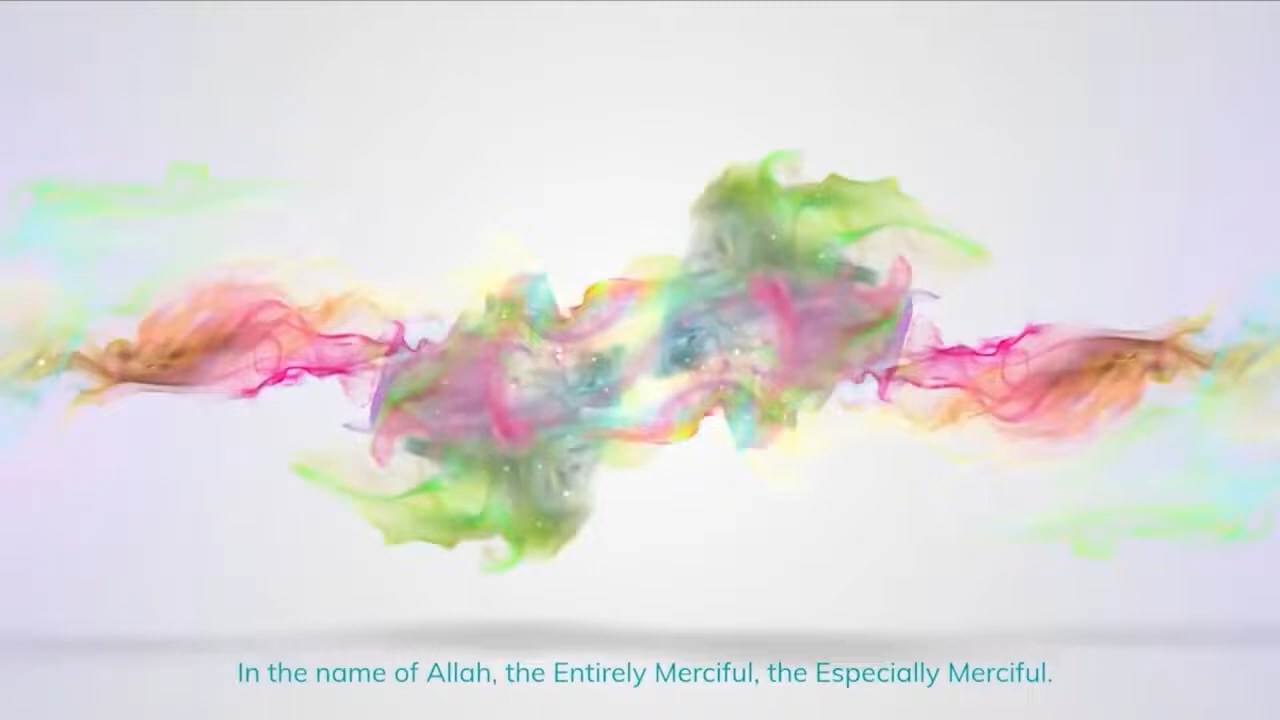 In the name of Allah, the Entirely Merciful, the Especially Merciful.